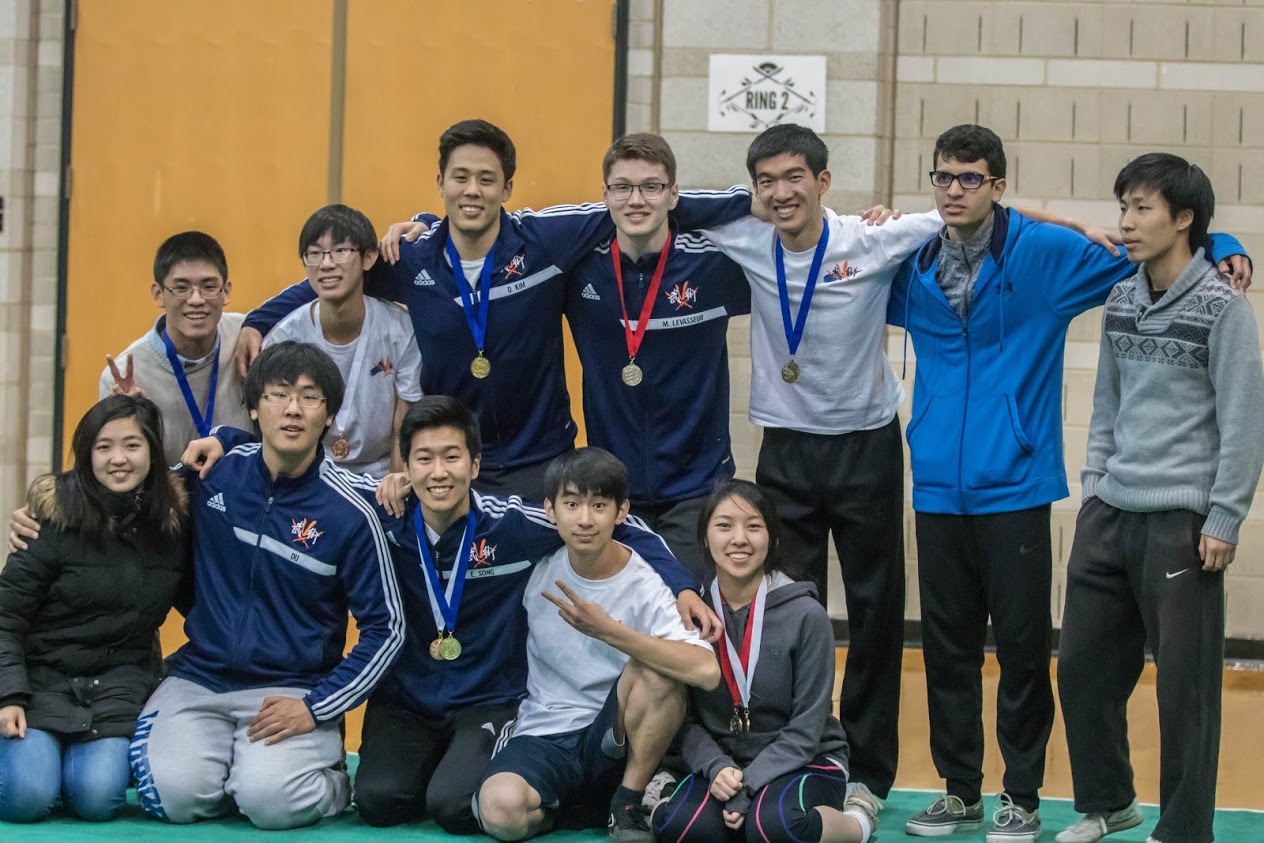 RING 2
adidas
D. KIM
adidas
M. LEVASSEUR
adidas
DU
E. SONG